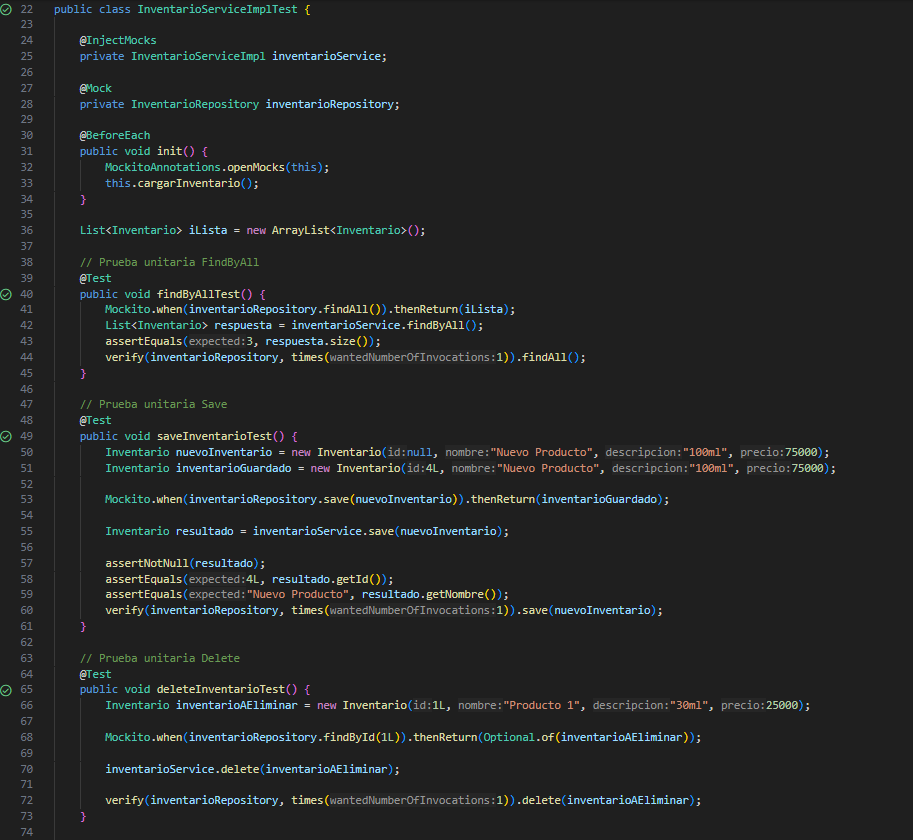 22 public class InventarioServiceImplTest {
23
24 @InjectMocks
25 private InventarioServiceImpl inventarioService;
26
27 @Mock
28 private InventarioRepository inventarioRepository;
29
30 @BeforeEach
31 public void init() {
32 MockitoAnnotations.openMocks(this);
33 this.cargarInventario();
34 }
35
36 List<Inventario> iLista = new ArrayList<Inventario>();
37
38 // Prueba unitaria FindByAll
39 @Test
40 public void findByAllTest() {
41 Mockito.when(inventarioRepository.findAll()).thenReturn(iLista);
42 List<Inventario> respuesta = inventarioService.findByAll();
43 assertEquals(expected:3, respuesta.size());
44 verify(inventarioRepository, times(wantedNumberOfInvocations:1)).findAll();
45 }
46
47 // Prueba unitaria Save
48 @Test
49 public void saveInventarioTest() {
50 Inventario nuevoInventario = new Inventario(id:null, nombre:"Nuevo Producto", descripcion:"100ml", precio:75000);
51 Inventario inventarioGuardado = new Inventario(id:4L, nombre:"Nuevo Producto", descripcion:"100ml", precio:75000);
52
53 Mockito.when(inventarioRepository.save(nuevoInventario)).thenReturn(inventarioGuardado);
54
55 Inventario resultado = inventarioService.save(nuevoInventario);
56
57 assertNotNull(resultado);
58 assertEquals(expected:4L, resultado.getId());
59 assertEquals(expected:"Nuevo Producto", resultado.getNombre());
60 verify(inventarioRepository, times(wantedNumberOfInvocations:1)).save(nuevoInventario);
61 }
62
63 // Prueba unitaria Delete
64 @Test
65 public void deleteInventarioTest() {
66 Inventario inventarioAEliminar = new Inventario(id:1L, nombre:"Producto 1", descripcion:"30ml", precio:25000);
67
68 Mockito.when(inventarioRepository.findById(1L)).thenReturn(Optional.of(inventarioAEliminar));
69
70 inventarioService.delete(inventarioAEliminar);
71
72 verify(inventarioRepository, times(wantedNumberOfInvocations:1)).delete(inventarioAEliminar);
73 }
74